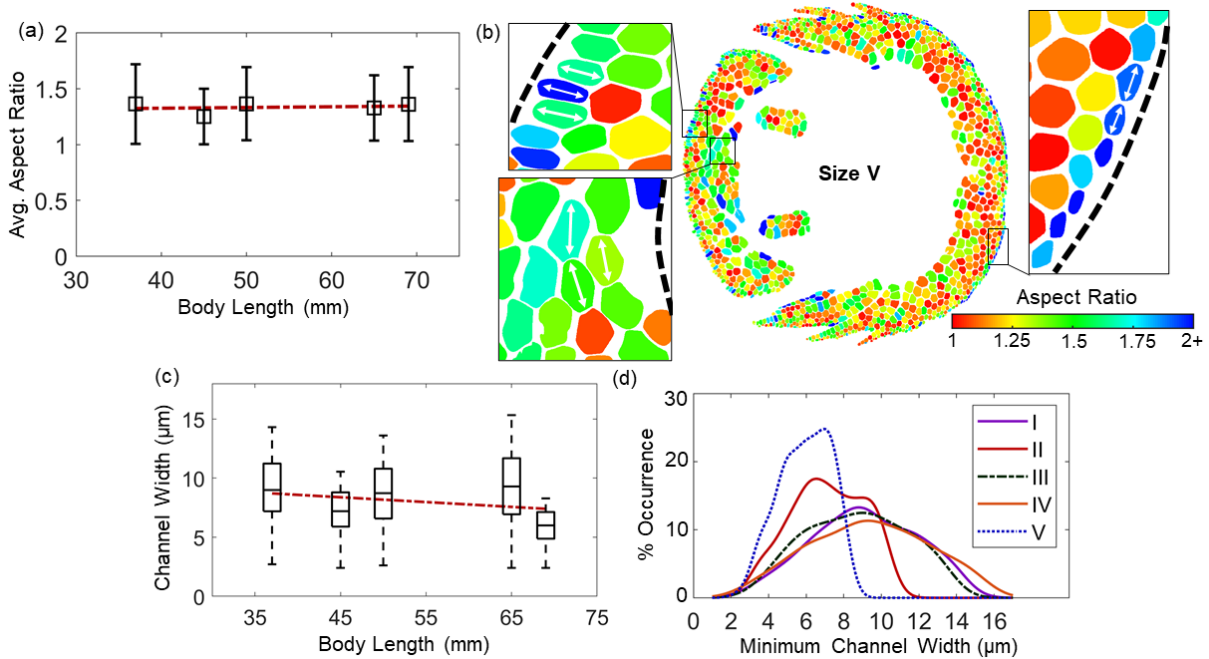 (a)
2
1.5
1
0.5
0
Avg. Aspect Ratio
30 40 50 60 70
Body Length (mm)
(b)
Size V
Aspect Ratio
1 1.25 1.5 1.75 2+
(c)
15
10
5
0
Channel Width (µm)
35 45 55 65 75
Body Length (mm)
(d)
30
20
10
0
% Occurrence
I
II
III
IV
V
0 2 4 6 8 10 12 14 16
Minimum Channel Width (µm)